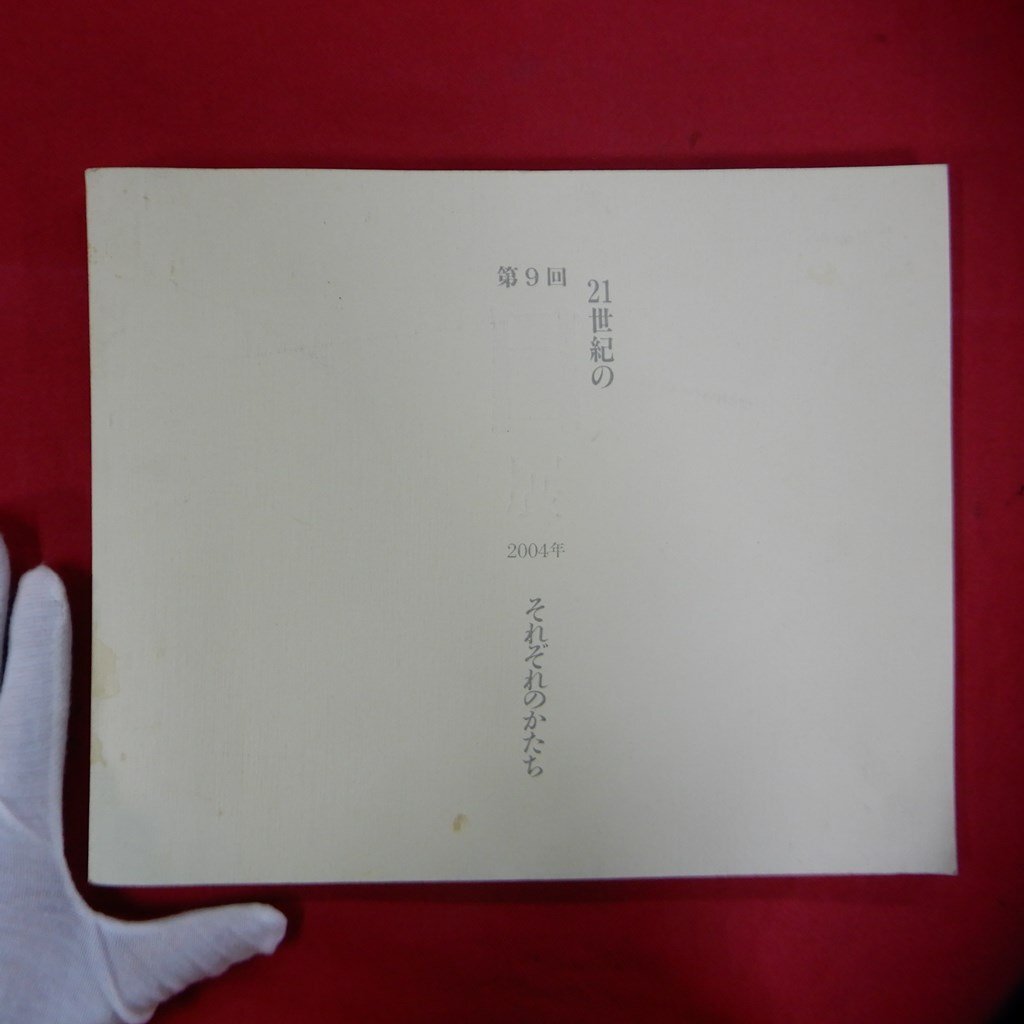 21世紀の
第9回
展
2004年
それぞれのかたち